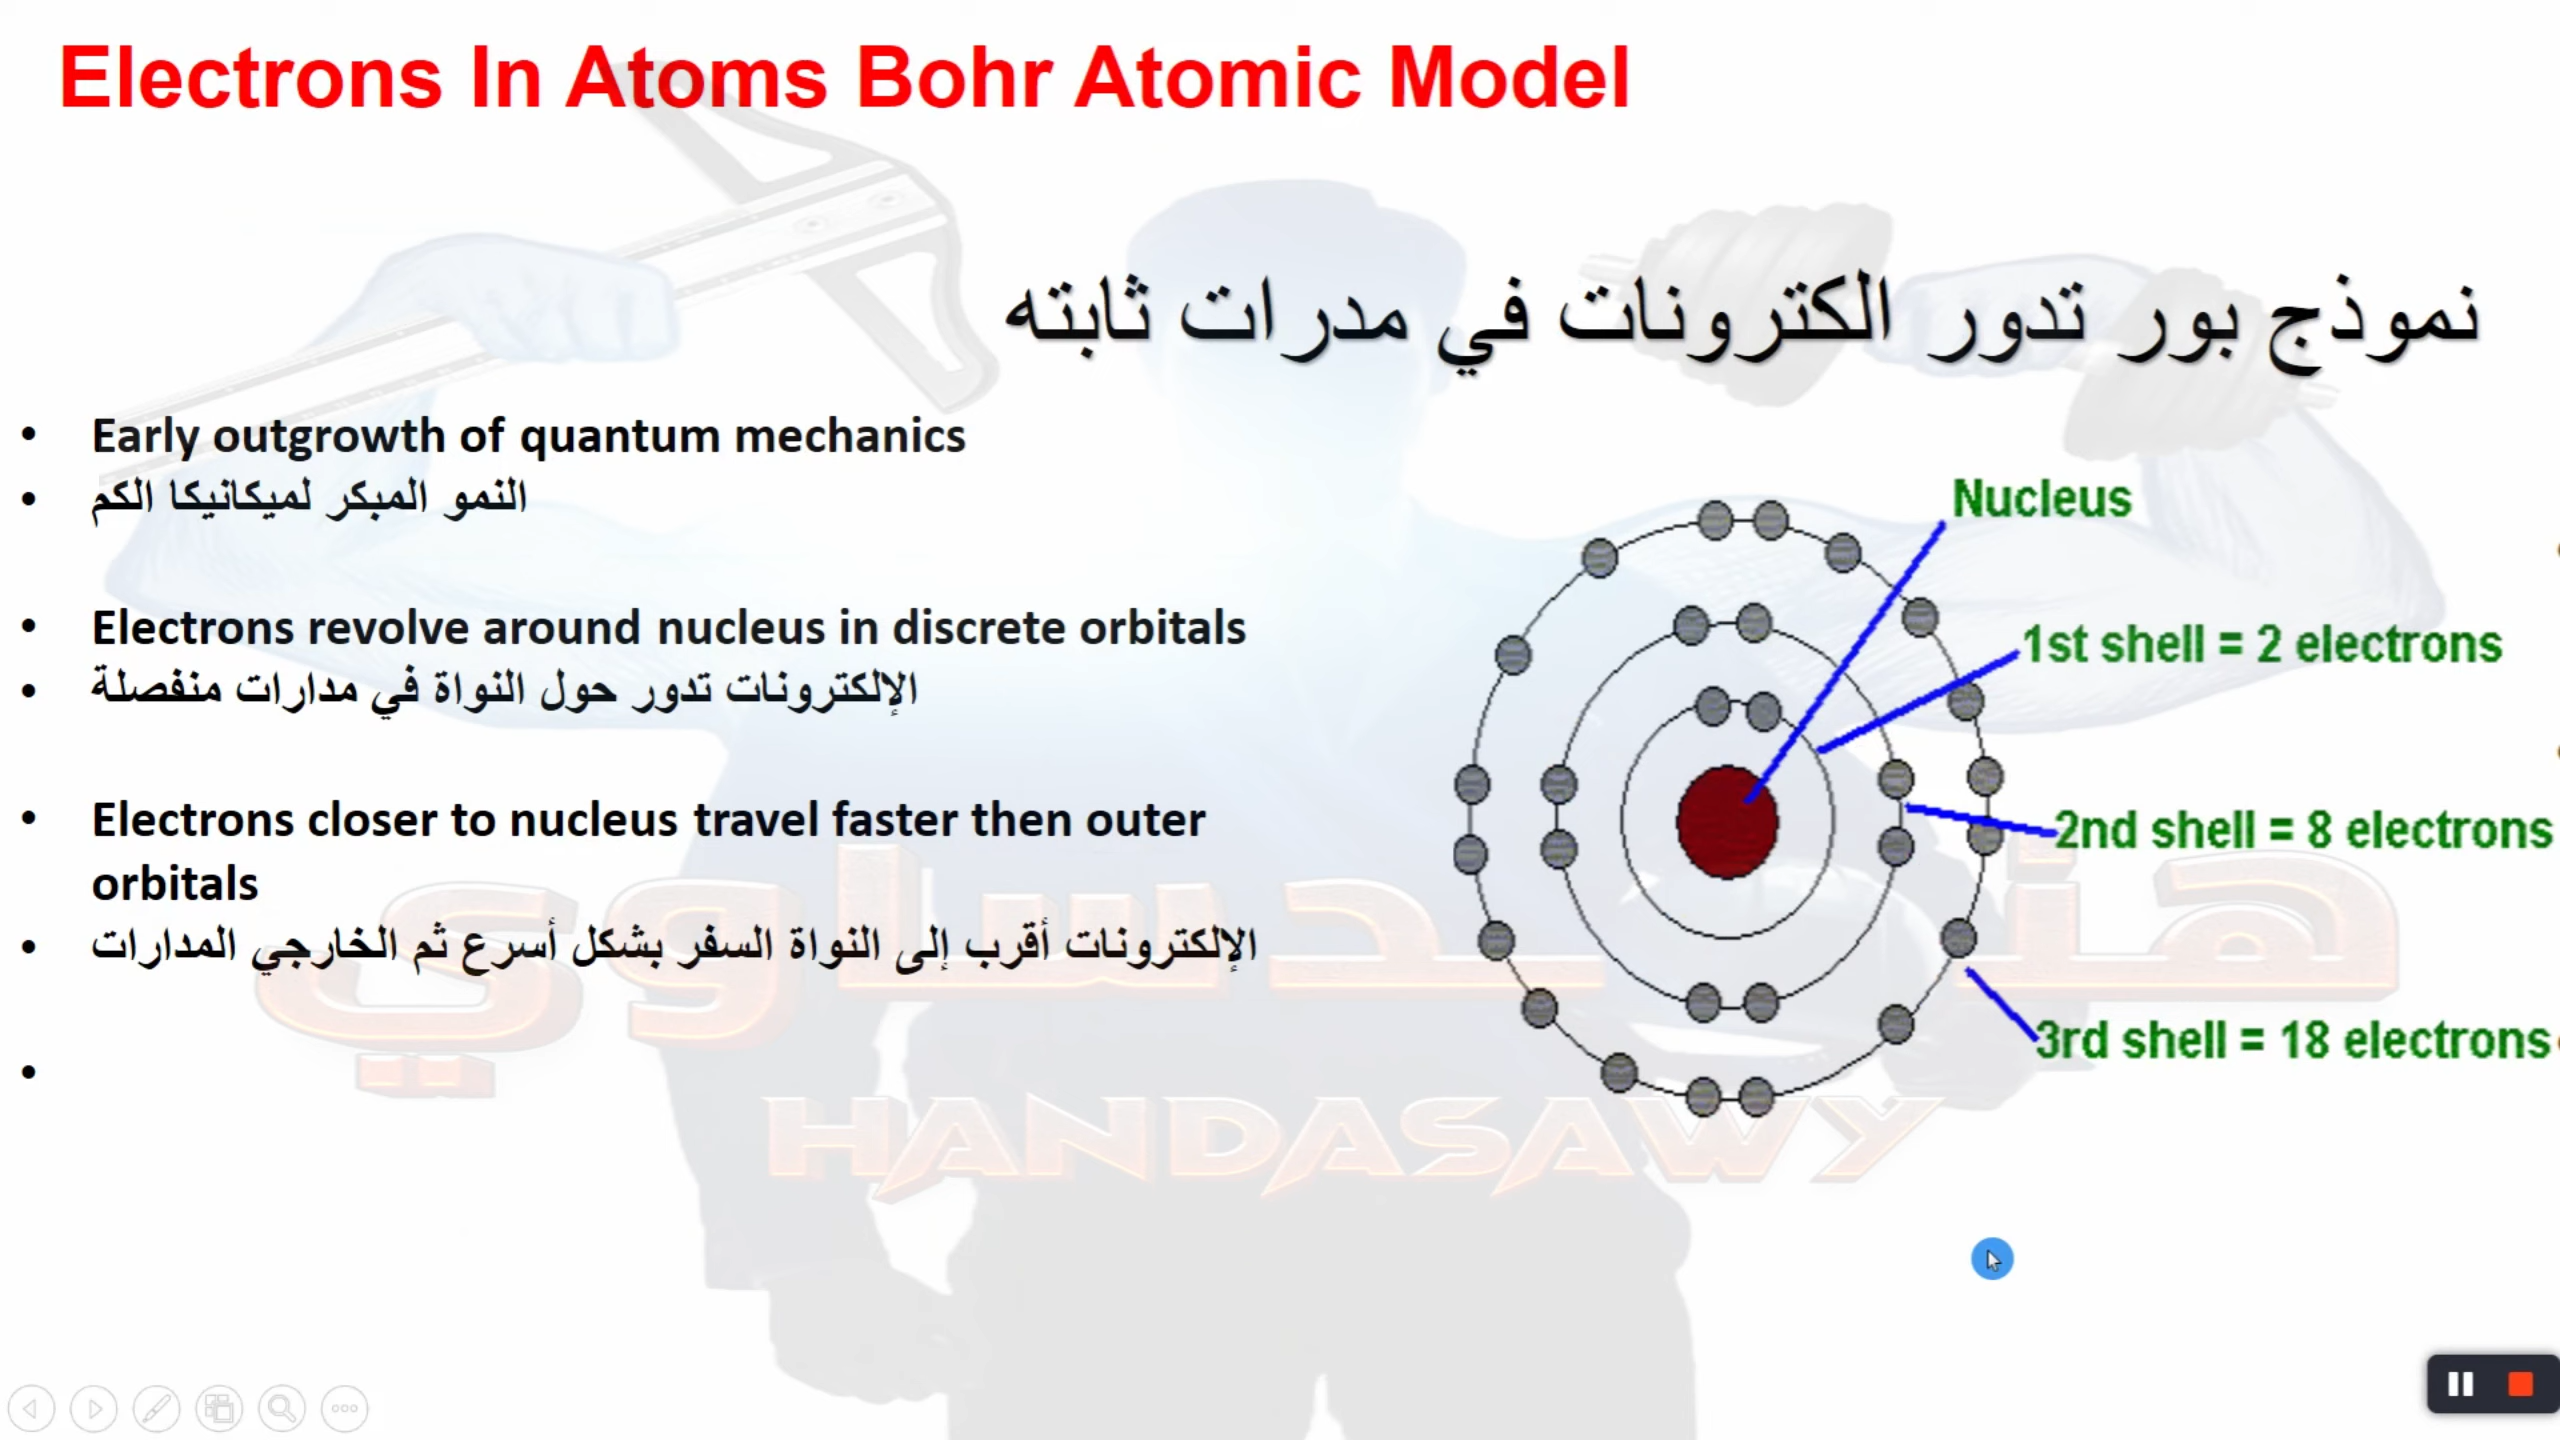 Electrons In Atoms Bohr Atomic Model
نموذج بور تدور الكترونات في مدرات ثابته
• Early outgrowth of quantum mechanics
• النمو المبكر لميكانيكا الكم
• Electrons revolve around nucleus in discrete orbitals
• الإلكترونات تدور حول النواة في مدارات منفصلة
• Electrons closer to nucleus travel faster then outer
orbitals
• الإلكترونات أقرب إلى النواة السفر بشكل أسرع ثم الخارجي المدارات
•
Nucleus
1st shell = 2 electrons
2nd shell = 8 electrons
3rd shell = 18 electrons
هندساوي
HANDASAWY